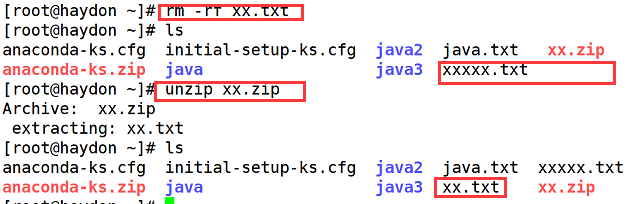 [root@haydon ~]# rm -rf xx.txt
[root@haydon ~]# ls
anaconda-ks.cfg  initial-setup-ks.cfg  java2  java.txt  xx.zip
anaconda-ks.zip  java                  java3  xxxxx.txt
[root@haydon ~]# unzip xx.zip
Archive:  xx.zip
 extracting: xx.txt
[root@haydon ~]# ls
anaconda-ks.cfg  initial-setup-ks.cfg  java2  java.txt  xxxxx.txt
anaconda-ks.zip  java                  java3  xx.txt    xx.zip